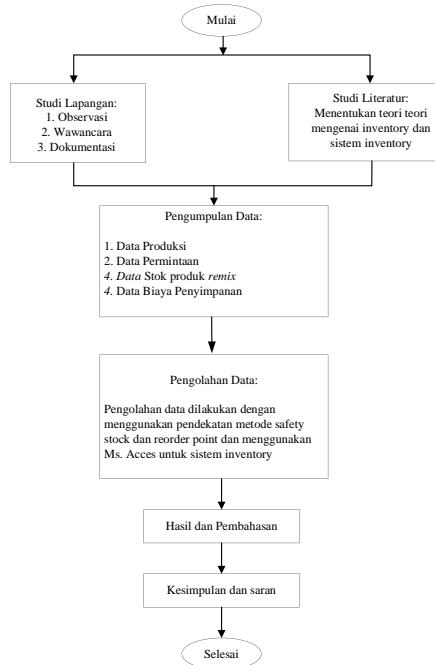 Mulai
Studi Lapangan:
1. Observasi
2. Wawancara
3. Dokumentasi
Studi Literatur:
Menentukan teori teori
mengenai inventory dan
sistem inventory
Pengumpulan Data:
1. Data Produksi
2. Data Permintaan
4. Data Stok produk remix
4. Data Biaya Penyimpanan
Pengolahan Data:
Pengolahan data dilakukan dengan
menggunakan pendekatan metode safety
stock dan reorder point dan menggunakan
Ms. Acces untuk sistem inventory
Hasil dan Pembahasan
Kesimpulan dan saran
Selesai